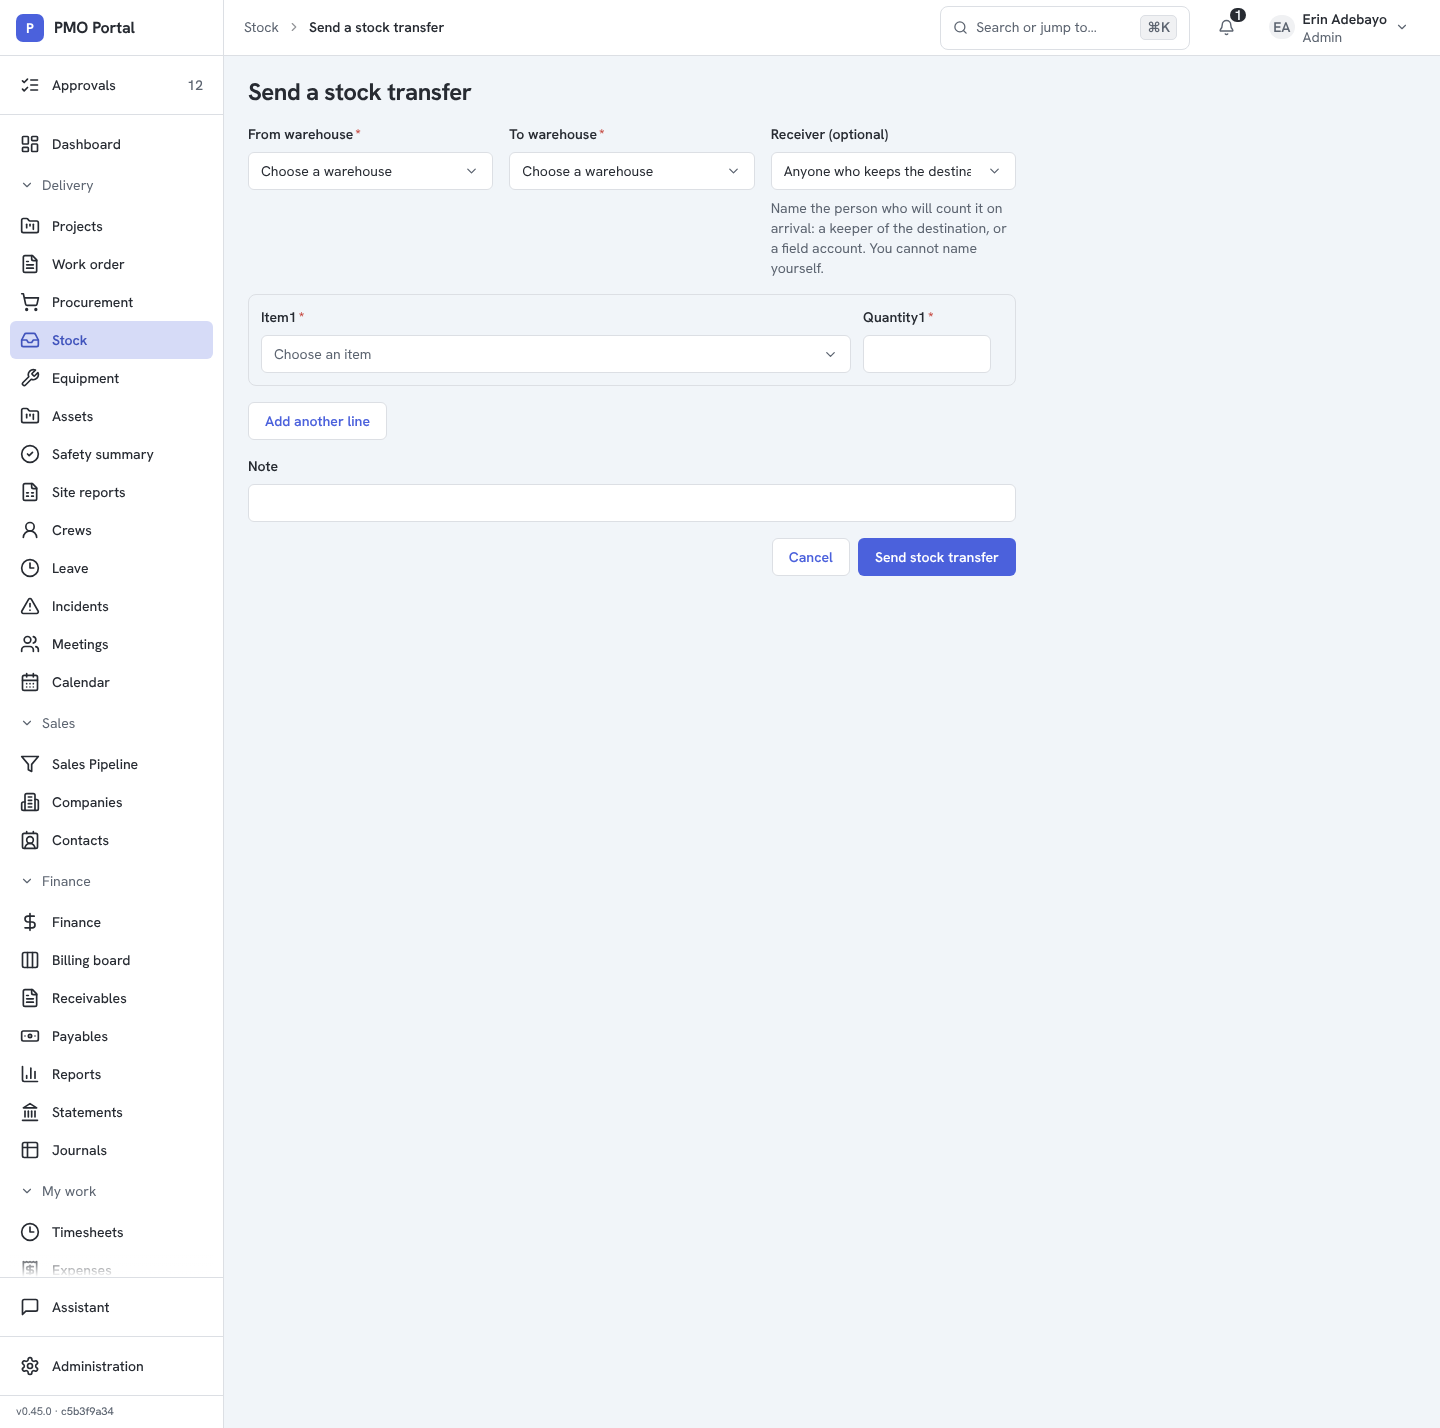 P PMO Portal
Stock > Send a stock transfer
Search or jump to... ⌘K
1
EA Erin Adebayo
Admin
Approvals 12
Dashboard
Delivery
Projects
Work order
Procurement
Stock
Equipment
Assets
Safety summary
Site reports
Crews
Leave
Incidents
Meetings
Calendar
Sales
Sales Pipeline
Companies
Contacts
Finance
Finance
Billing board
Receivables
Payables
Reports
Statements
Journals
My work
Timesheets
Expenses
Assistant
Administration
v0.45.0 · c5b3f9a34
Send a stock transfer
From warehouse*
Choose a warehouse
To warehouse*
Choose a warehouse
Receiver (optional)
Anyone who keeps the destina
Name the person who will count it on
arrival: a keeper of the destination, or
a field account. You cannot name
yourself.
Item1*
Choose an item
Quantity1*
Add another line
Note
Cancel
Send stock transfer